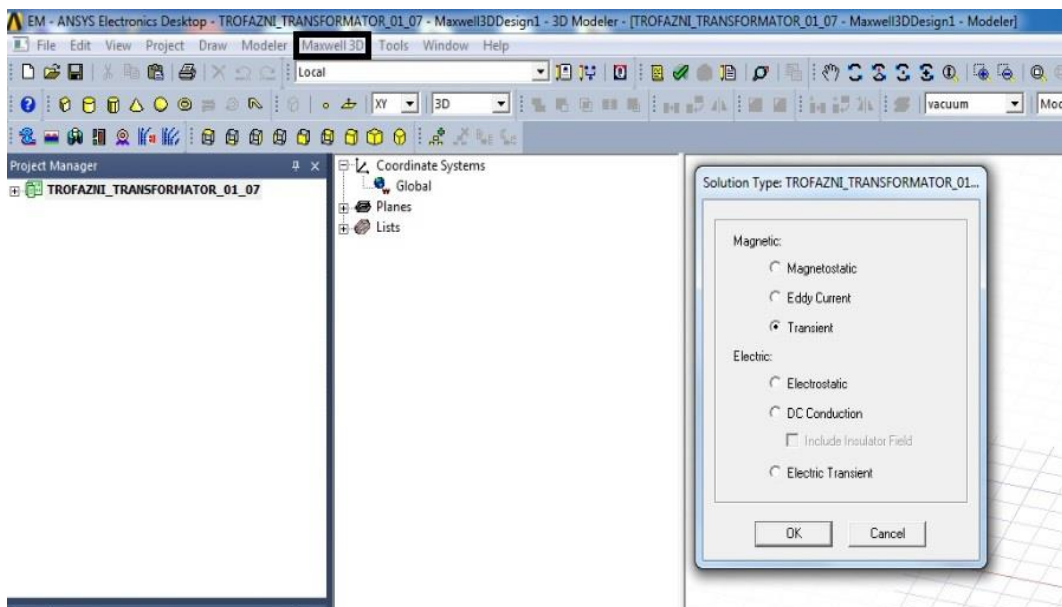 EM - ANSYS Electronics Desktop - TROFAZNI_TRANSFORMATOR_01_07 - Maxwell3DDesign1 - 3D Modeler - [TROFAZNI_TRANSFORMATOR_01_07 - Maxwell3DDesign1 - Modeler]
File Edit View Project Draw Modeler Maxwell 3D Tools Window Help
Local
XY 3D vacuum
Project Manager
TROFAZNI_TRANSFORMATOR_01_07
Coordinate Systems
Global
Planes
Lists
Solution Type: TROFAZNI_TRANSFORMATOR_01...
Magnetic:
Magnetostatic
Eddy Current
Transient
Electric:
Electrostatic
DC Conduction
Include Insulator Field
Electric Transient
OK Cancel